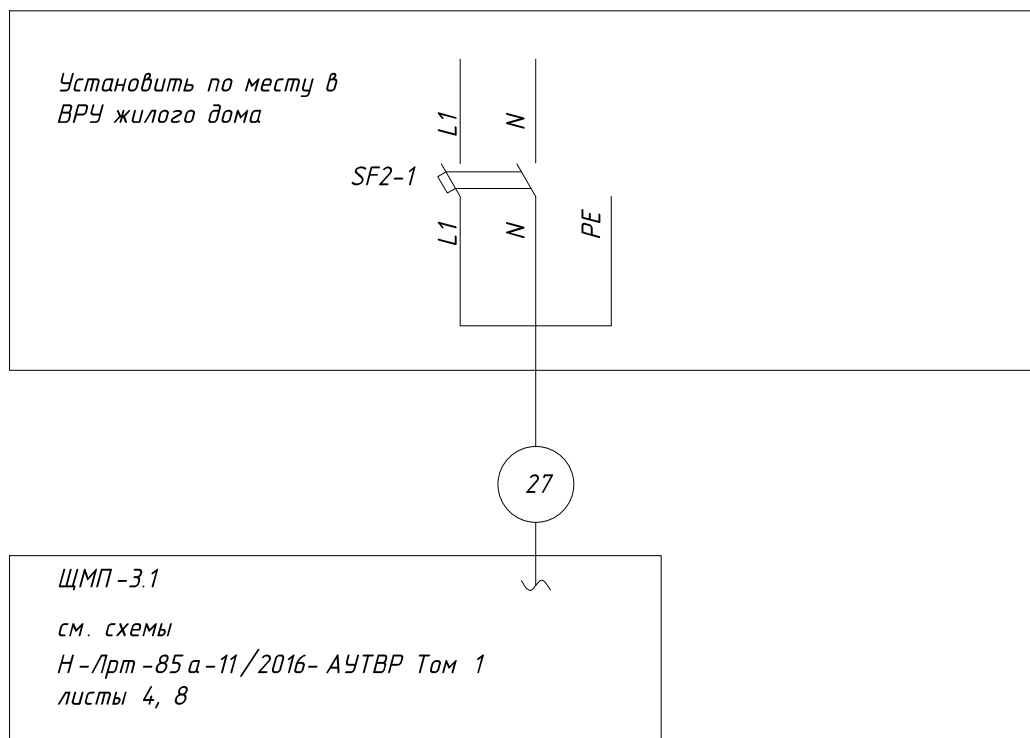 Установить по месту в
ВРУ жилого дома
L1
N
SF2-1
L1
N
PE
27
ЩМП-3.1
см. схемы
Н-Лрт-85а-11/2016-АУТВР Том 1
листы 4, 8